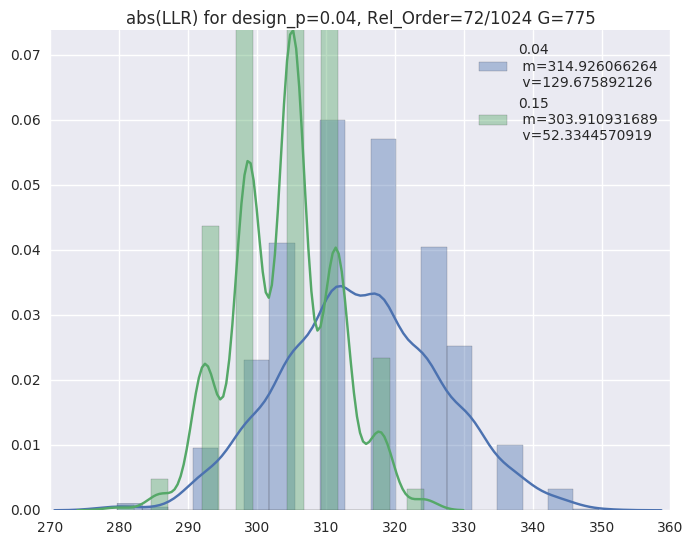 abs(LLR) for design_p=0.04, Rel_Order=72/1024 G=775
0.04
m=314.926066264
v=129.675892126
0.15
m=303.910931689
v=52.3344570919
0.07
0.06
0.05
0.04
0.03
0.02
0.01
0.00
270 280 290 300 310 320 330 340 350 360